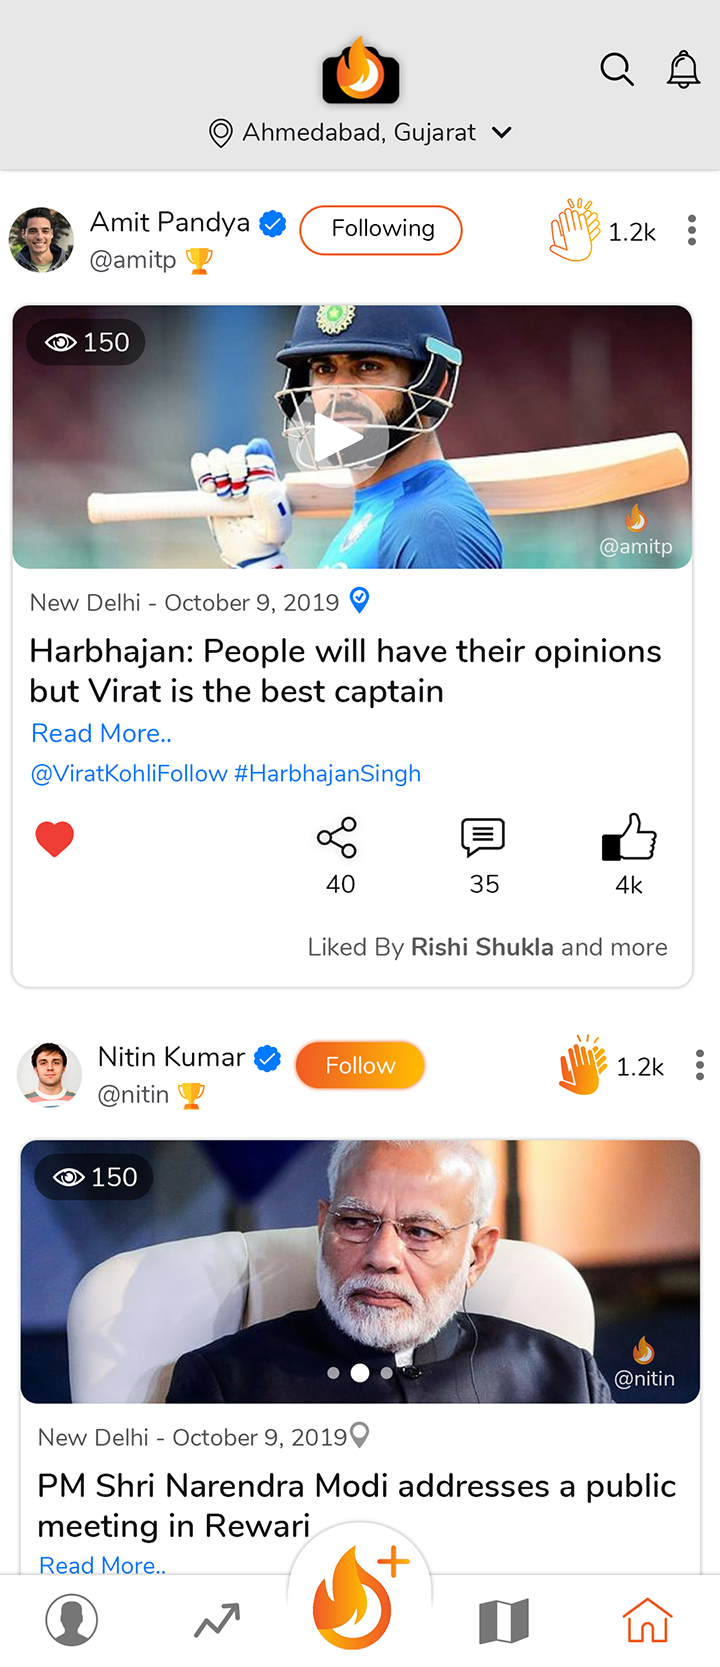 Ahmedabad, Gujarat
Amit Pandya
Following
1.2k
@amitp
150
@amitp
New Delhi - October 9, 2019
Harbhajan: People will have their opinions
but Virat is the best captain
Read More..
@ViratKohliFollow #HarbhajanSingh
40
35
4k
Liked By Rishi Shukla and more
Nitin Kumar
Follow
1.2k
@nitin
150
@nitin
New Delhi - October 9, 2019
PM Shri Narendra Modi addresses a public
meeting in Rewari
Read More..